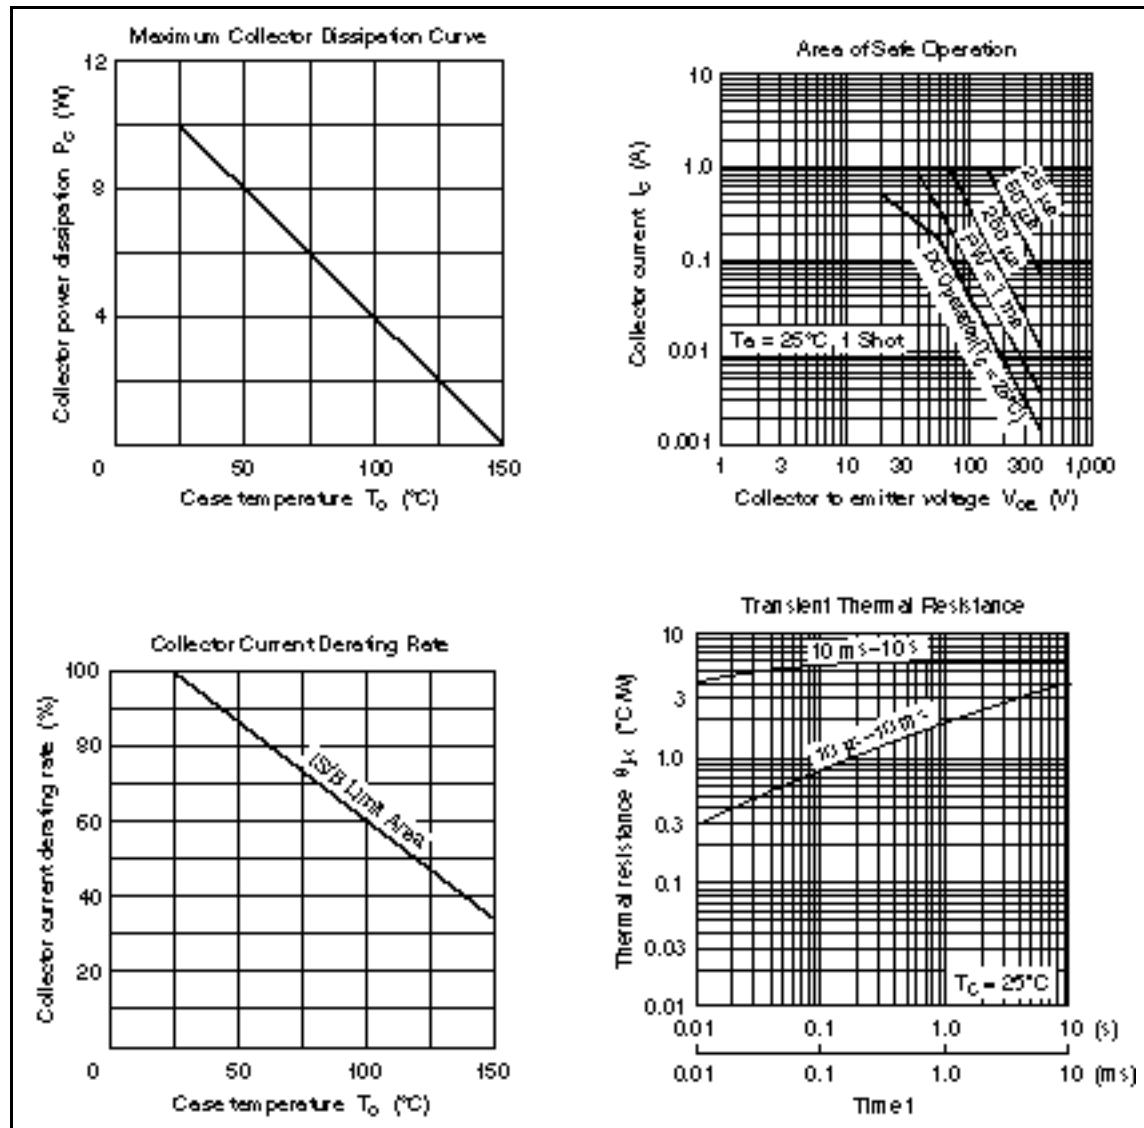 Maximum Collector Dissipation Curve
Collector power dissipation P_C (W)
12
8
4
0
50
100
150
Case temperature T_C (°C)
Area of Safe Operation
Collector current I_C (A)
10
1.0
0.1
0.01
0.001
25 µs
50 µs
250 µs
PW = 1 ms
DC Operation (T_C = 25°C)
Ta = 25°C, 1 Shot
1
3
10
30
100
300
1,000
Collector to emitter voltage V_CE (V)
Collector Current Derating Rate
Collector current derating rate (%)
100
80
60
40
20
0
IS/B Limit Area
50
100
150
Case temperature T_C (°C)
Transient Thermal Resistance
Thermal resistance θ_j-c (°C/W)
10
3
1.0
0.3
0.1
0.03
0.01
10 ms–10 s
10 µs–10 ms
T_C = 25°C
0.01
0.1
1.0
10 (s)
0.01
0.1
1.0
10 (ms)
Time t